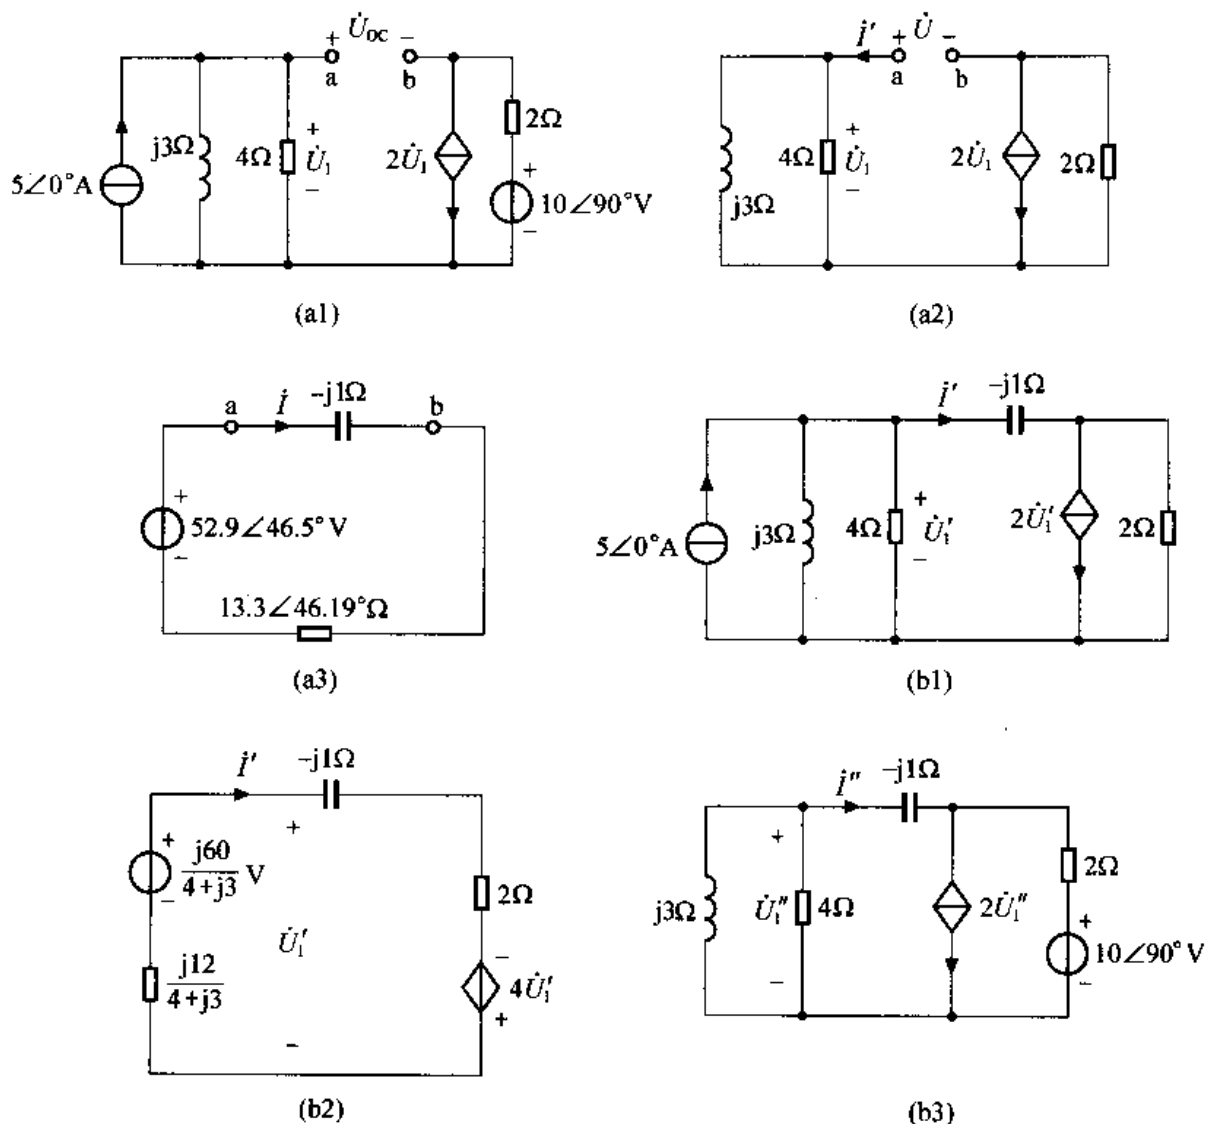 + U̇oc −
a b
j3Ω
4Ω
+
U̇₁
−
2U̇₁
2Ω
5∠0°A
+
10∠90°V
−
(a1)
İ′ + U̇ −
a b
j3Ω
4Ω
+
U̇₁
−
2U̇₁
2Ω
(a2)
a İ −j1Ω b
+
52.9∠46.5°V
−
13.3∠46.19°Ω
(a3)
İ′ −j1Ω
5∠0°A
j3Ω
4Ω
+
U̇₁′
−
2U̇₁′
2Ω
(b1)
İ′ −j1Ω
+
j60
4+j3
V
−
j12
4+j3
+
U̇₁′
−
2Ω
−
4U̇₁′
+
(b2)
İ″ −j1Ω
j3Ω
+
U̇₁″
−
4Ω
2U̇₁″
2Ω
+
10∠90°V
−
(b3)